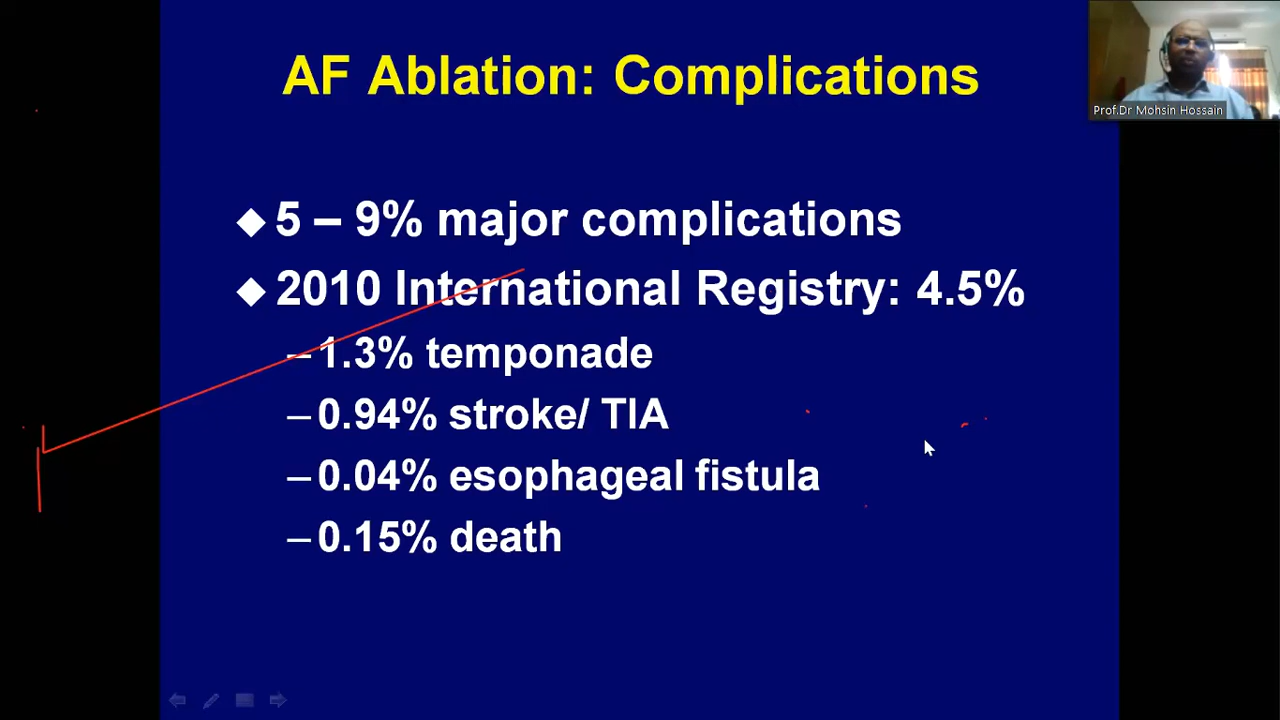 AF Ablation: Complications
Prof.Dr Mohsin Hossain
◆5 – 9% major complications
◆2010 International Registry: 4.5%
–1.3% temponade
–0.94% stroke/ TIA
–0.04% esophageal fistula
–0.15% death